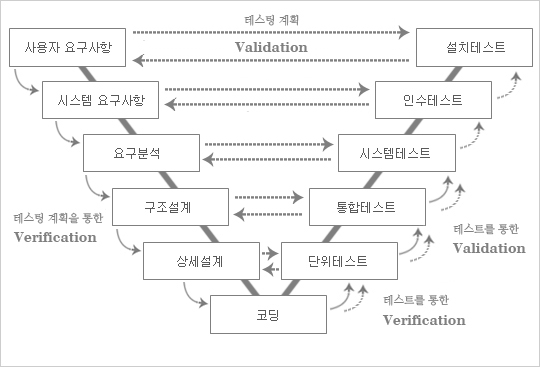 테스팅 계획
Validation
사용자 요구사항
설치테스트
시스템 요구사항
인수테스트
요구분석
시스템테스트
구조설계
통합테스트
테스팅 계획을 통한
Verification
테스트를 통한
Validation
상세설계
단위테스트
코딩
테스트를 통한
Verification